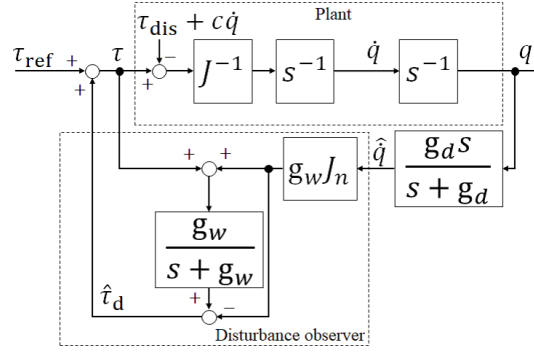 Plant
τ_dis + cq̇
τ_ref + τ + − J⁻¹ s⁻¹ q̇ s⁻¹ q
+
+ + g_w J_n q̇̂ g_d s / (s + g_d)
g_w / (s + g_w)
τ̂_d + −
Disturbance observer